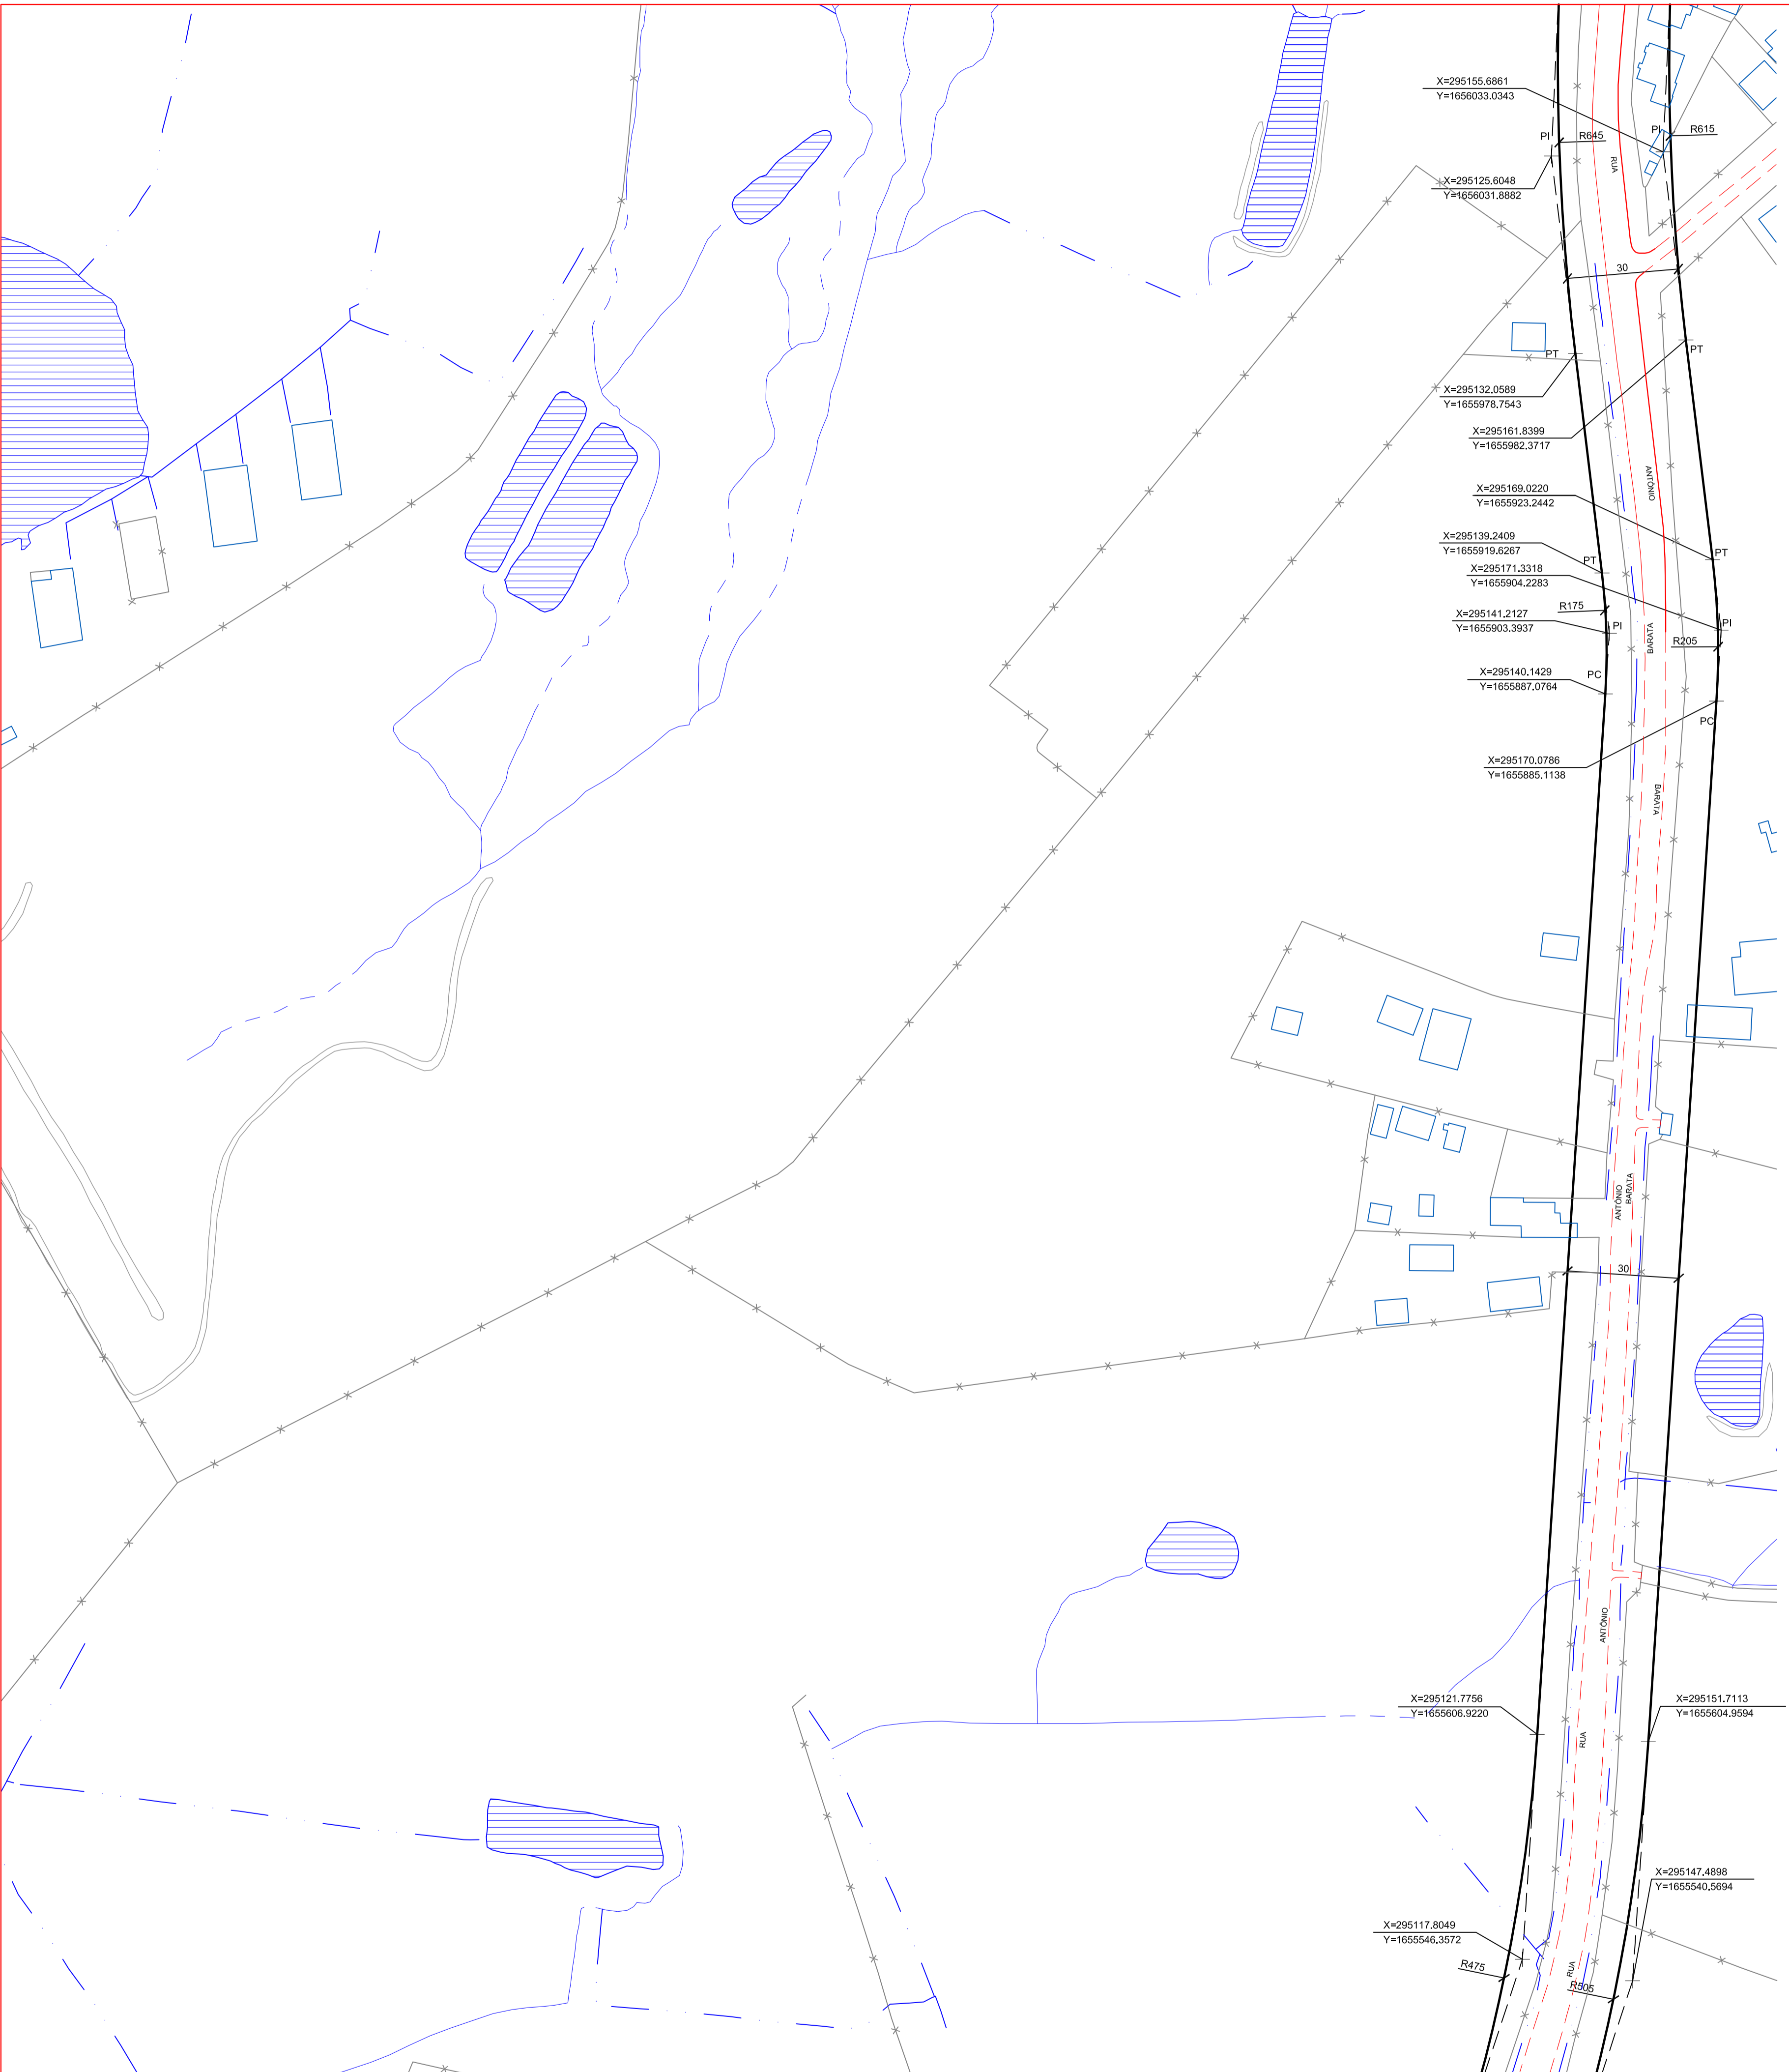 X=295155.6861
Y=1656033.0343
PI
R645
PI
R615
RUA
X=295125.6048
Y=1656031.8882
30
PT
PT
X=295132.0589
Y=1655978.7543
X=295161.8399
Y=1655982.3717
ANTÔNIO
X=295169.0220
Y=1655923.2442
X=295139.2409
Y=1655919.6267
PT
PT
X=295171.3318
Y=1655904.2283
R175
X=295141.2127
Y=1655903.3937
PI
PI
BARATA
R205
X=295140.1429
Y=1655887.0764
PC
PC
X=295170.0786
Y=1655885.1138
BARATA
ANTÔNIO
BARATA
30
ANTÔNIO
X=295121.7756
Y=1655606.9220
X=295151.7113
Y=1655604.9594
RUA
X=295147.4898
Y=1655540.5694
X=295117.8049
Y=1655546.3572
R475
RUA
R505